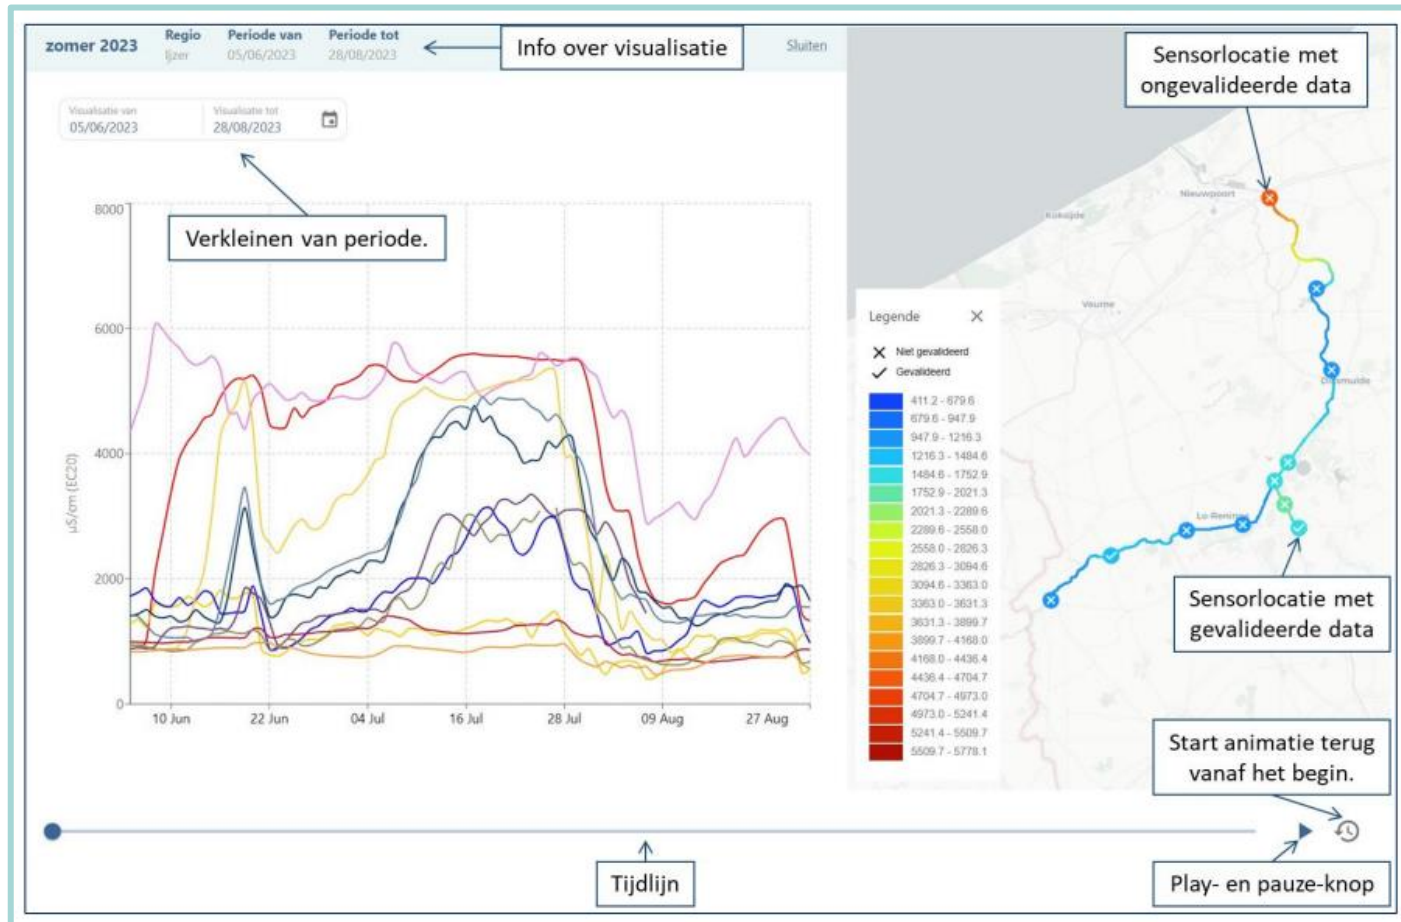 zomer 2023
Regio
Ijzer
Periode van
05/06/2023
Periode tot
28/08/2023
Info over visualisatie
Sluiten
Visualisatie van
05/06/2023
Visualisatie tot
28/08/2023
Verkleinen van periode.
8000
6000
4000
2000
0
µS/cm (EC20)
10 Jun
22 Jun
04 Jul
16 Jul
28 Jul
09 Aug
27 Aug
Sensorlocatie met
ongevalideerde data
Nieuwpoort
Koksijde
Veurne
Diksmuide
Lo-Reninge
Legende
Niet gevalideerd
Gevalideerd
411.2 - 679.6
679.6 - 947.9
947.9 - 1216.3
1216.3 - 1484.6
1484.6 - 1752.9
1752.9 - 2021.3
2021.3 - 2289.6
2289.6 - 2558.0
2558.0 - 2826.3
2826.3 - 3094.6
3094.6 - 3363.0
3363.0 - 3631.3
3631.3 - 3899.7
3899.7 - 4168.0
4168.0 - 4436.4
4436.4 - 4704.7
4704.7 - 4973.0
4973.0 - 5241.4
5241.4 - 5509.7
5509.7 - 5778.1
Sensorlocatie met
gevalideerde data
Start animatie terug
vanaf het begin.
Tijdlijn
Play- en pauze-knop